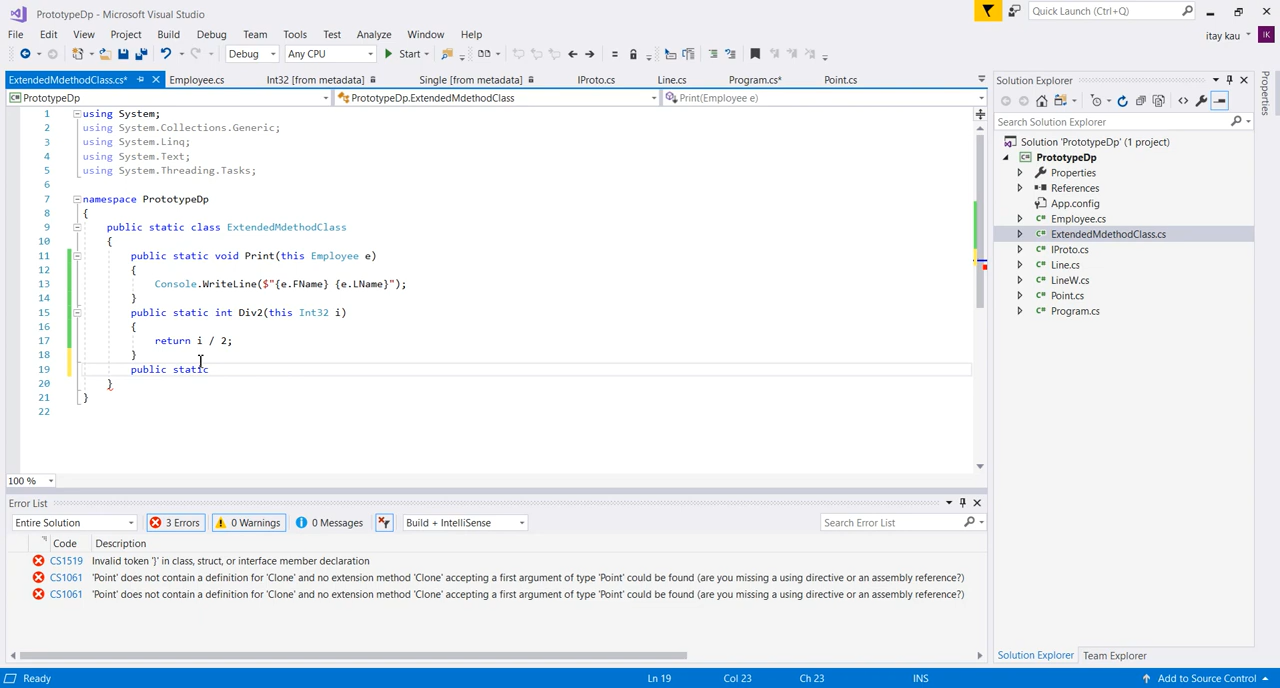 PrototypeDp - Microsoft Visual Studio
Quick Launch (Ctrl+Q)
File Edit View Project Build Debug Team Tools Test Analyze Window Help
itay kau IK
Debug Any CPU Start
ExtendedMdethodClass.cs* Employee.cs Int32 [from metadata] Single [from metadata] IProto.cs Line.cs Program.cs* Point.cs
PrototypeDp PrototypeDp.ExtendedMdethodClass Print(Employee e)
1 using System;
2 using System.Collections.Generic;
3 using System.Linq;
4 using System.Text;
5 using System.Threading.Tasks;
6
7 namespace PrototypeDp
8 {
9 public static class ExtendedMdethodClass
10 {
11 public static void Print(this Employee e)
12 {
13 Console.WriteLine($"{e.FName} {e.LName}");
14 }
15 public static int Div2(this Int32 i)
16 {
17 return i / 2;
18 }
19 public static
20 }
21 }
22
100 %
Solution Explorer
Search Solution Explorer
Solution 'PrototypeDp' (1 project)
PrototypeDp
Properties
References
App.config
Employee.cs
ExtendedMdethodClass.cs
IProto.cs
Line.cs
LineW.cs
Point.cs
Program.cs
Solution Explorer Team Explorer
Properties
Error List
Entire Solution 3 Errors 0 Warnings 0 Messages Build + IntelliSense Search Error List
Code Description
CS1519 Invalid token '}' in class, struct, or interface member declaration
CS1061 'Point' does not contain a definition for 'Clone' and no extension method 'Clone' accepting a first argument of type 'Point' could be found (are you missing a using directive or an assembly reference?)
CS1061 'Point' does not contain a definition for 'Clone' and no extension method 'Clone' accepting a first argument of type 'Point' could be found (are you missing a using directive or an assembly reference?)
Ready Ln 19 Col 23 Ch 23 INS Add to Source Control